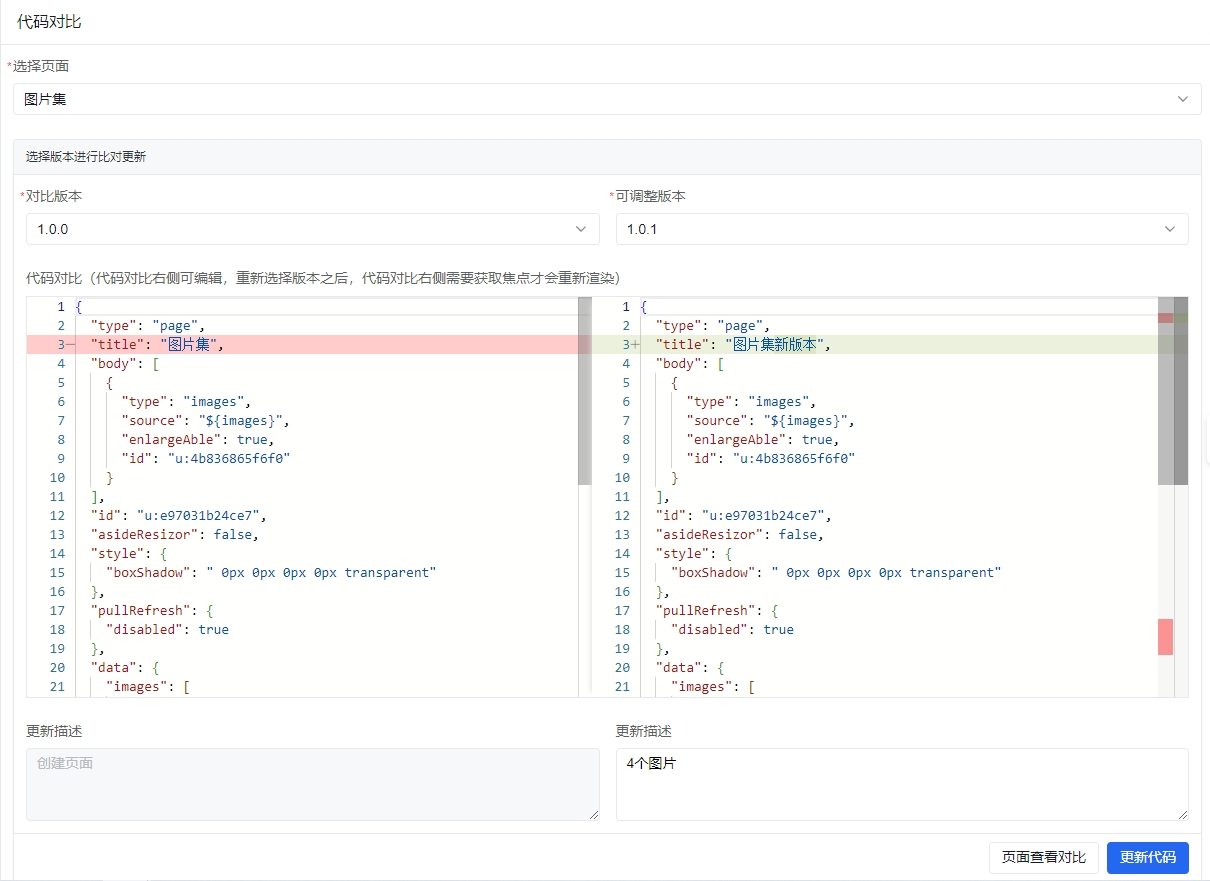 代码对比
*选择页面
图片集
选择版本进行比对更新
*对比版本
*可调整版本
1.0.0
1.0.1
代码对比（代码对比右侧可编辑，重新选择版本之后，代码对比右侧需要获取焦点才会重新渲染）
1 {
2 "type": "page",
3− "title": "图片集",
4 "body": [
5 {
6 "type": "images",
7 "source": "${images}",
8 "enlargeAble": true,
9 "id": "u:4b836865f6f0"
10 }
11 ],
12 "id": "u:e97031b24ce7",
13 "asideResizor": false,
14 "style": {
15 "boxShadow": " 0px 0px 0px 0px transparent"
16 },
17 "pullRefresh": {
18 "disabled": true
19 },
20 "data": {
21 "images": [
1 {
2 "type": "page",
3+ "title": "图片集新版本",
4 "body": [
5 {
6 "type": "images",
7 "source": "${images}",
8 "enlargeAble": true,
9 "id": "u:4b836865f6f0"
10 }
11 ],
12 "id": "u:e97031b24ce7",
13 "asideResizor": false,
14 "style": {
15 "boxShadow": " 0px 0px 0px 0px transparent"
16 },
17 "pullRefresh": {
18 "disabled": true
19 },
20 "data": {
21 "images": [
更新描述
创建页面
更新描述
4个图片
页面查看对比
更新代码